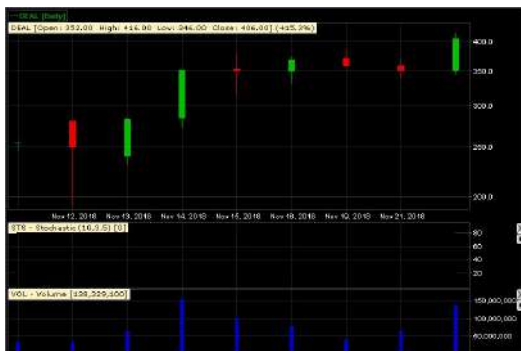 DEAL [Daily]
DEAL [Open: 352.00 High: 416.00 Low: 346.00 Close: 406.00] (+15.3%)
400.0
350.0
300.0
250.0
200.0
Nov 12, 2018 Nov 13, 2018 Nov 14, 2018 Nov 15, 2018 Nov 16, 2018 Nov 19, 2018 Nov 21, 2018
STS - Stochastic (10,3,5) [0]
80
60
40
20
VOL - Volume [138,329,100]
150,000,000
100,000,000
50,000,000